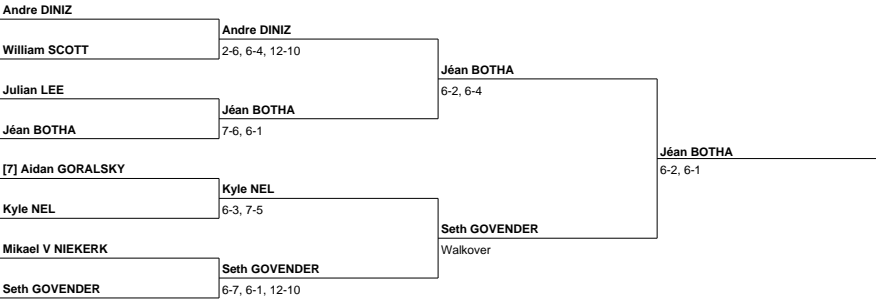 Andre DINIZ
Andre DINIZ
William SCOTT
2-6, 6-4, 12-10
Jéan BOTHA
Julian LEE
6-2, 6-4
Jéan BOTHA
Jéan BOTHA
7-6, 6-1
Jéan BOTHA
[7] Aidan GORALSKY
6-2, 6-1
Kyle NEL
Kyle NEL
6-3, 7-5
Seth GOVENDER
Mikael V NIEKERK
Walkover
Seth GOVENDER
Seth GOVENDER
6-7, 6-1, 12-10